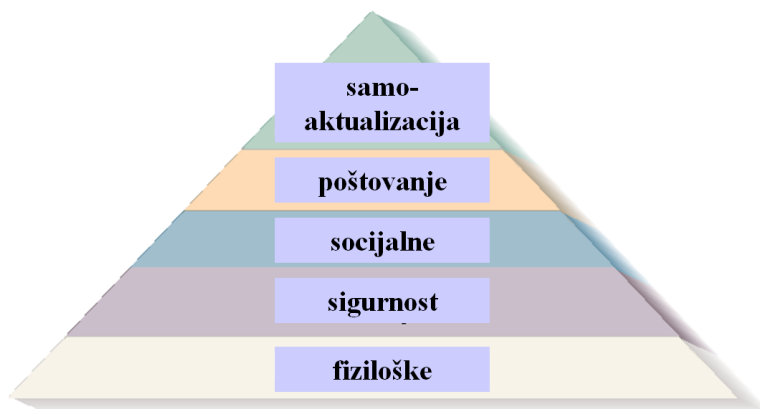 samo-
aktualizacija
poštovanje
socijalne
sigurnost
fiziloške